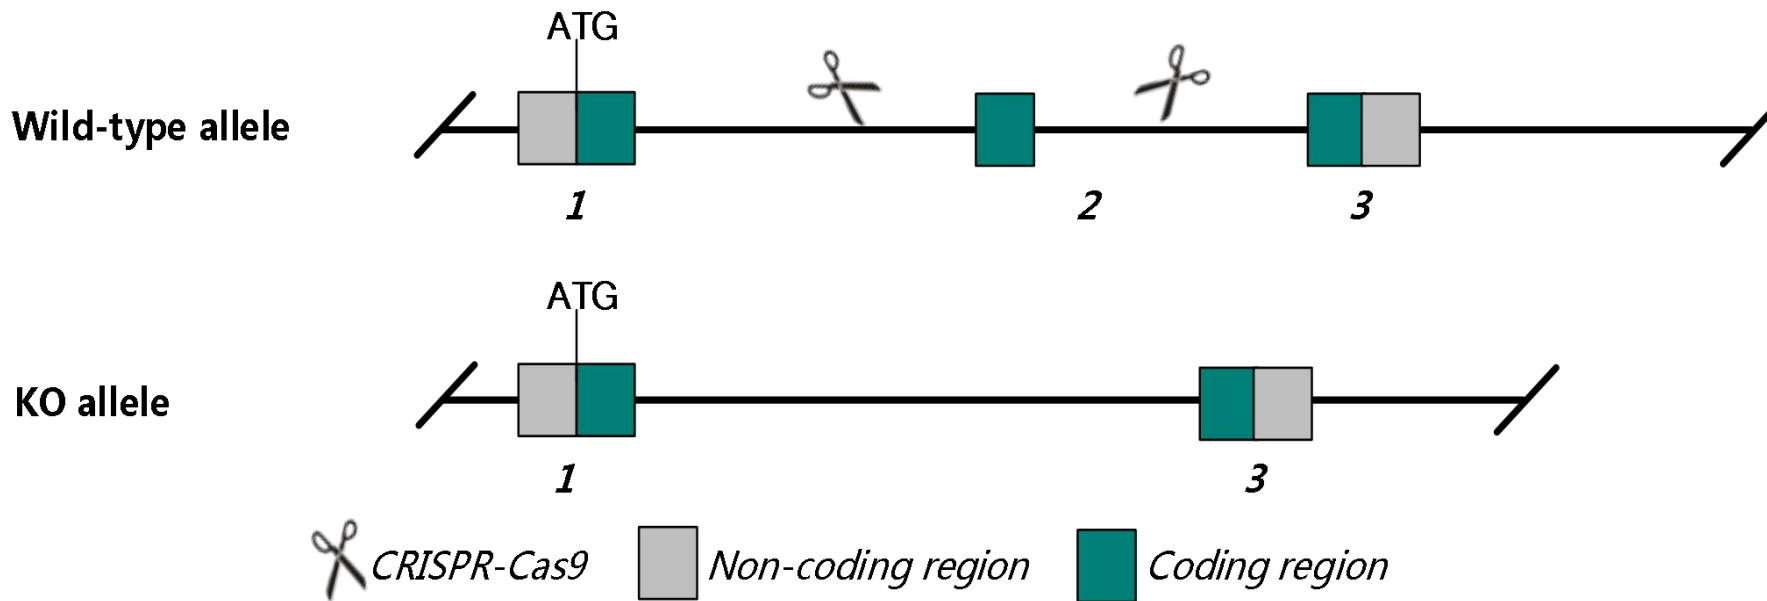 ATG
Wild-type allele
1 2 3
ATG
KO allele
1 3
CRISPR-Cas9 Non-coding region Coding region